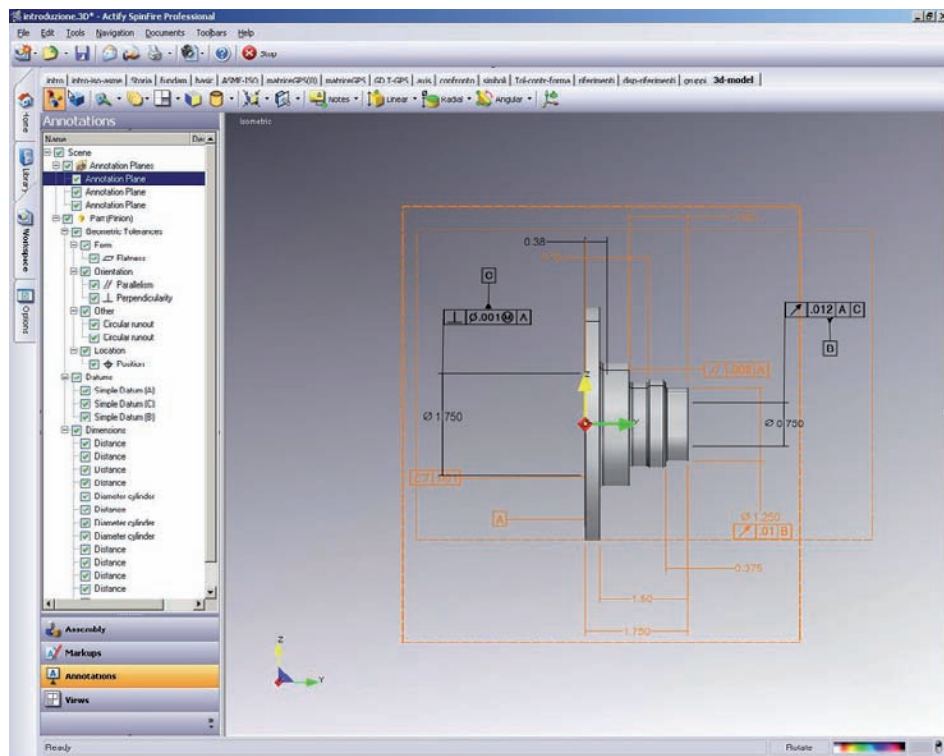 introduzione.3D* - Actify SpinFire Professional
File Edit Tools Navigation Documents Toolbars Help
Stop
intro | intro-iso-asme | Storia | fundam | basic | ASME-ISO | matriceGPS(0) | matriceGPS | GD T-GPS | axis | confronto | simboli | Tol-contr-forma | riferimenti | disp-riferimenti | gruppi | 3d-model
Notes Linear Radial Angular
Home
Library
Workspace
Options
Annotations
Name
Scene
Annotation Planes
Annotation Plane
Annotation Plane
Annotation Plane
Part (Pinion)
Geometric Tolerances
Form
Flatness
Orientation
Parallelism
Perpendicularity
Other
Circular runout
Circular runout
Location
Position
Datums
Simple Datum (A)
Simple Datum (C)
Simple Datum (B)
Dimensions
Distance
Distance
Distance
Distance
Diameter cylinder
Distance
Diameter cylinder
Diameter cylinder
Distance
Distance
Distance
Distance
Assembly
Markups
Annotations
Views
Isometric
0.38
C
⊥ Ø.001Ⓜ A
.012 A C
B
Z
Y
Ø 1.750
Ø 0.750
A
Ø 1.250
.01 B
0.375
1.50
1.750
Z
Y
Ready
Rotate